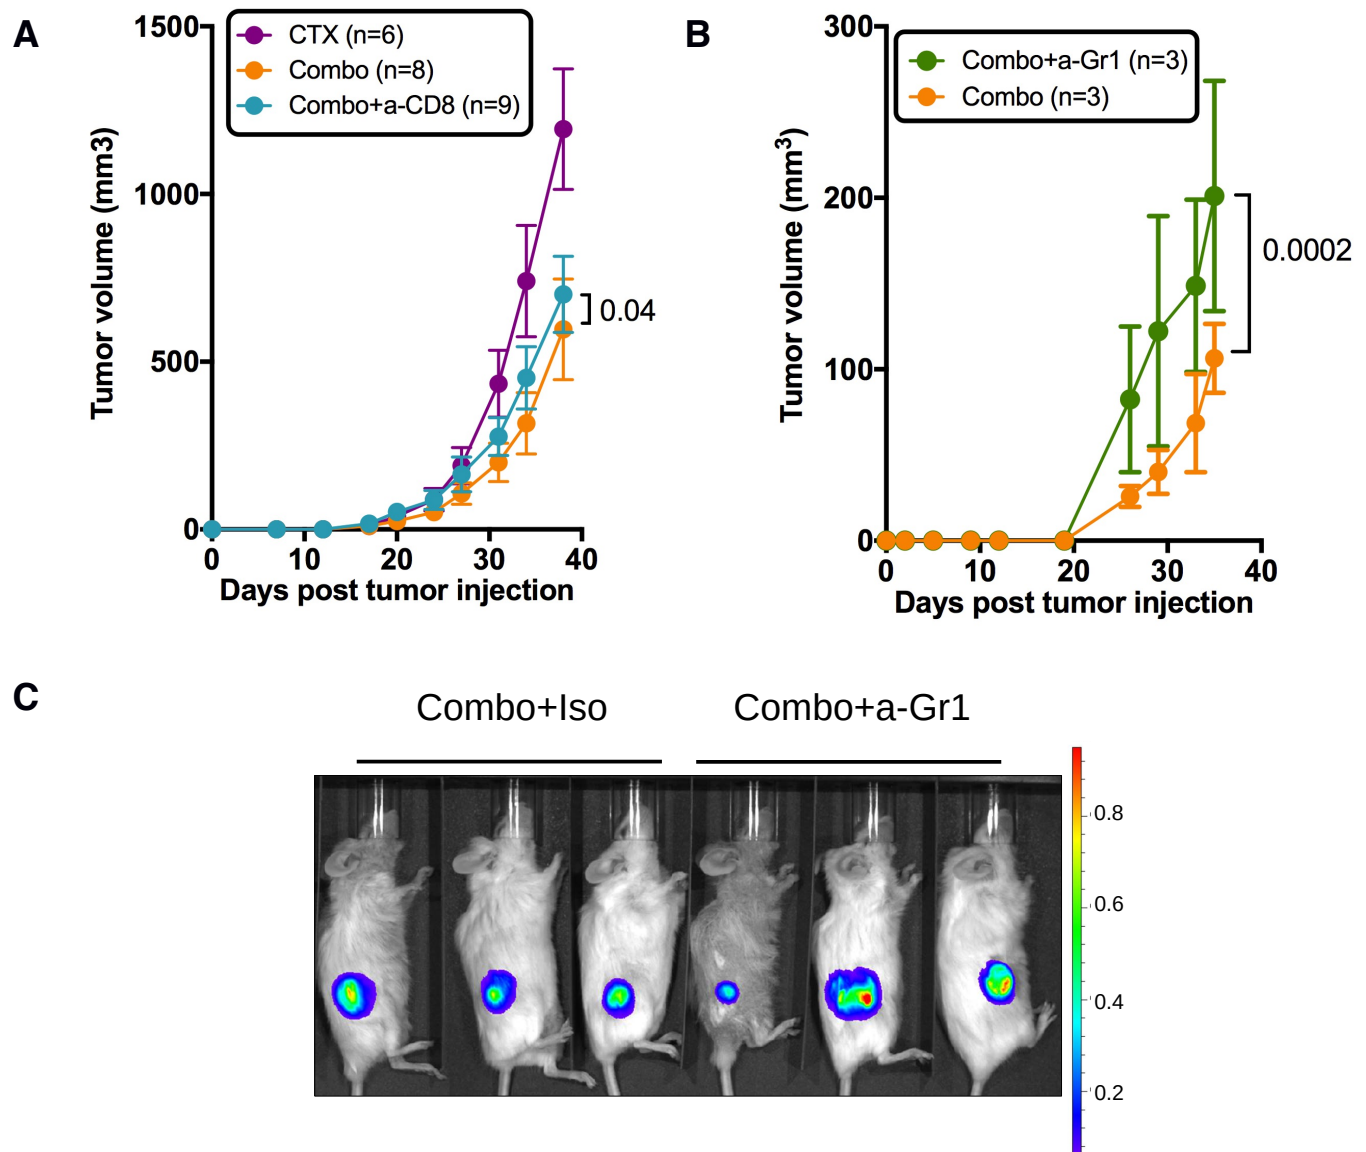 A
CTX (n=6)
Combo (n=8)
Combo+a-CD8 (n=9)
1500
1000
500
0
Tumor volume (mm3)
0.04
0 10 20 30 40
Days post tumor injection
B
Combo+a-Gr1 (n=3)
Combo (n=3)
300
200
100
0
Tumor volume (mm³)
0.0002
0 10 20 30 40
Days post tumor injection
C
Combo+Iso
Combo+a-Gr1
0.8
0.6
0.4
0.2